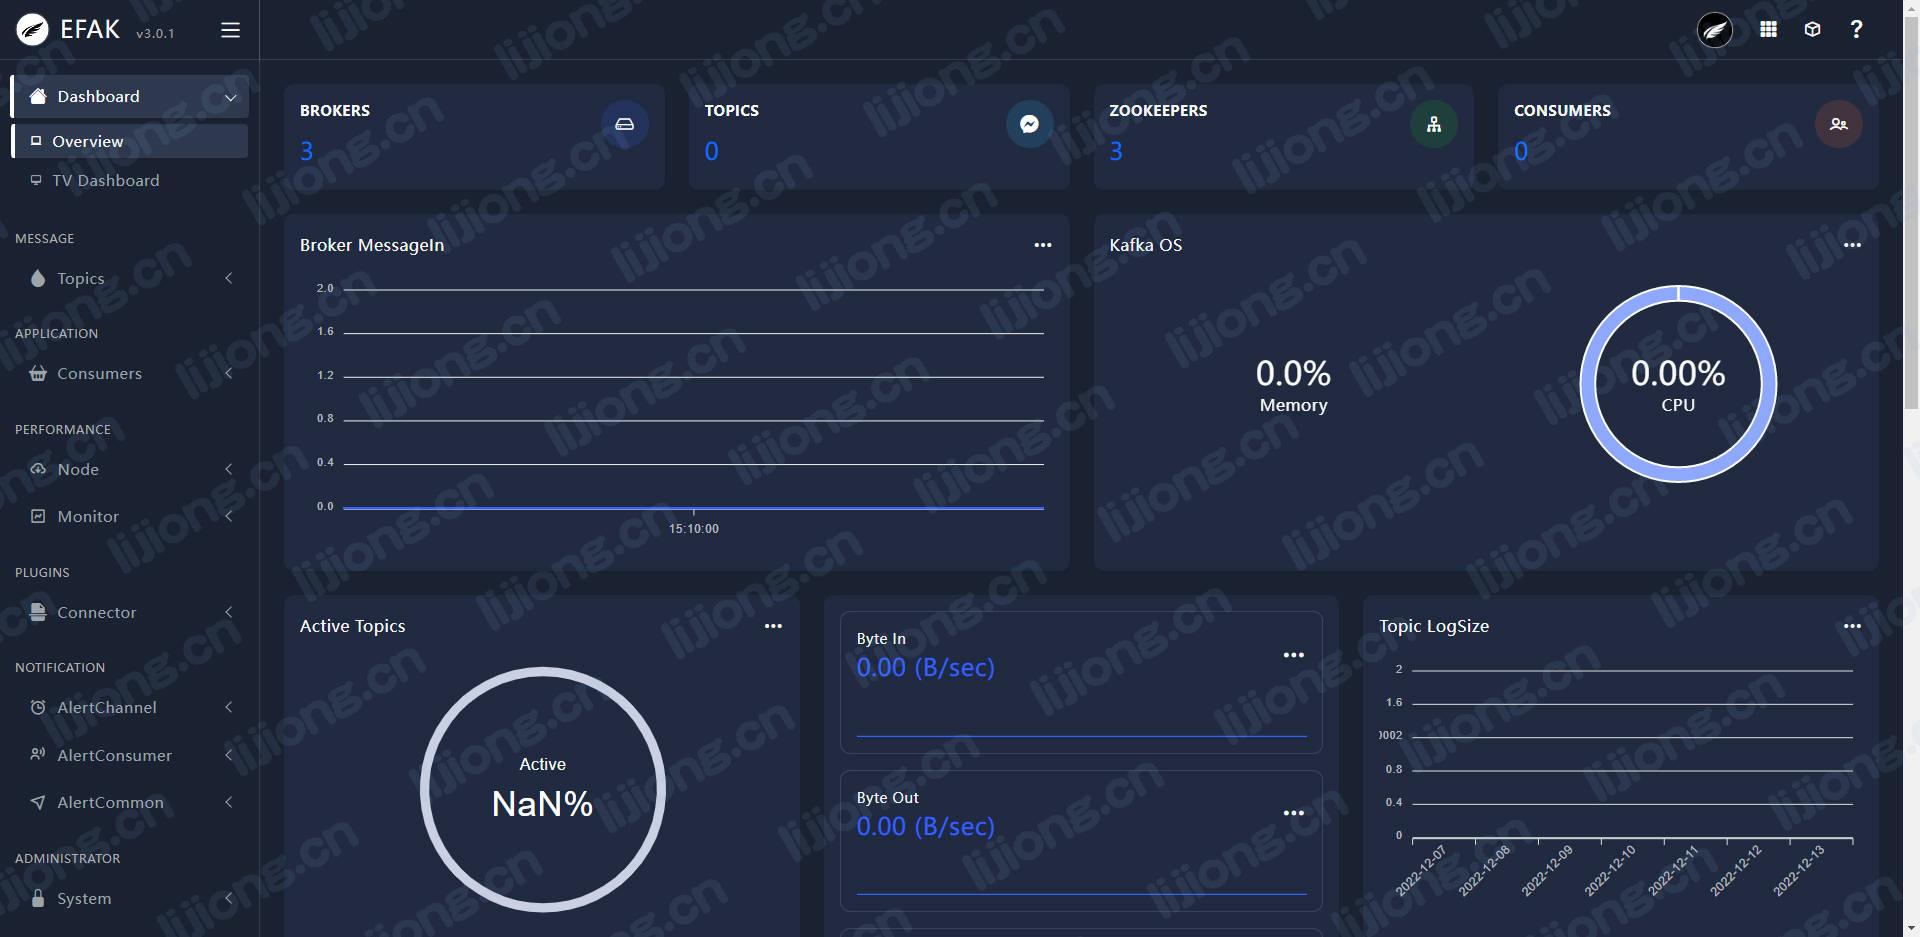 EFAK v3.0.1
Dashboard
Overview
TV Dashboard
MESSAGE
Topics
APPLICATION
Consumers
PERFORMANCE
Node
Monitor
PLUGINS
Connector
NOTIFICATION
AlertChannel
AlertConsumer
AlertCommon
ADMINISTRATOR
System
BROKERS
3
TOPICS
0
ZOOKEEPERS
3
CONSUMERS
0
Broker MessageIn
2.0
1.6
1.2
0.8
0.4
0.0
15:10:00
Kafka OS
0.0%
Memory
0.00%
CPU
Active Topics
Active
NaN%
Byte In
0.00 (B/sec)
Byte Out
0.00 (B/sec)
Topic LogSize
2
1.6
0002
0.8
0.4
0
2022-12-07
2022-12-08
2022-12-09
2022-12-10
2022-12-11
2022-12-12
2022-12-13
lijiong.cn